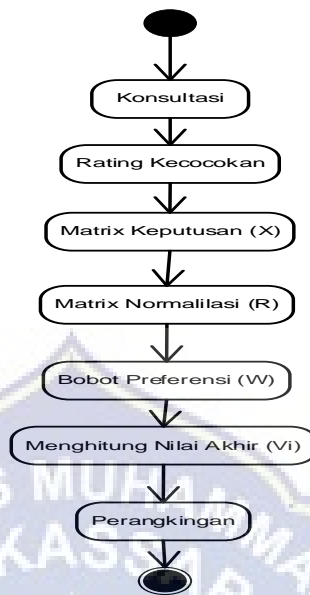 Konsultasi
Rating Kecocokan
Matrix Keputusan (X)
Matrix Normalilasi (R)
Bobot Preferensi (W)
Menghitung Nilai Akhir (Vi)
Perangkingan